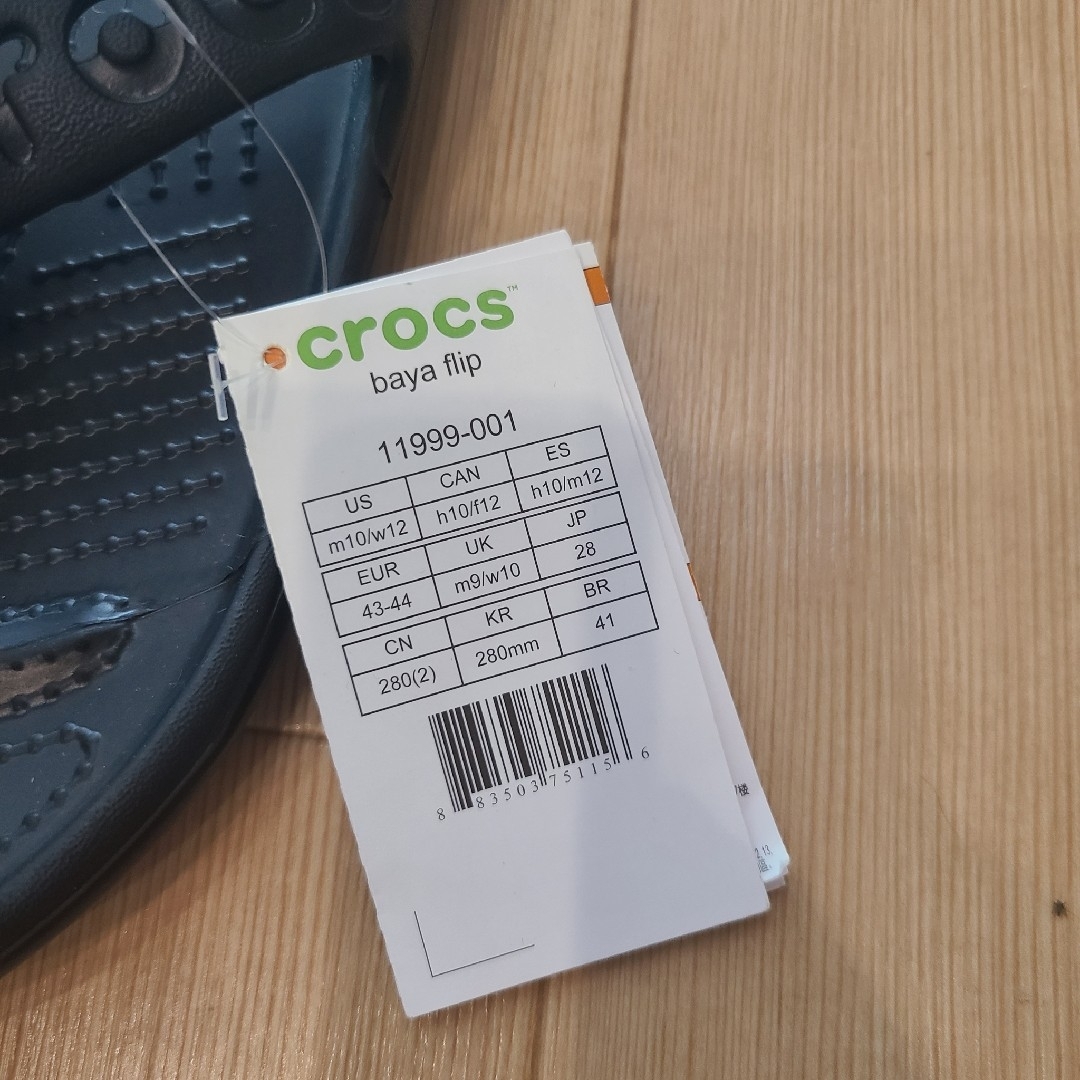 crocs™
baya flip
11999-001
US CAN ES
m10/w12 h10/f12 h10/m12
EUR UK JP
43-44 m9/w10 28
CN KR BR
280(2) 280mm 41
8 83503 75115 6